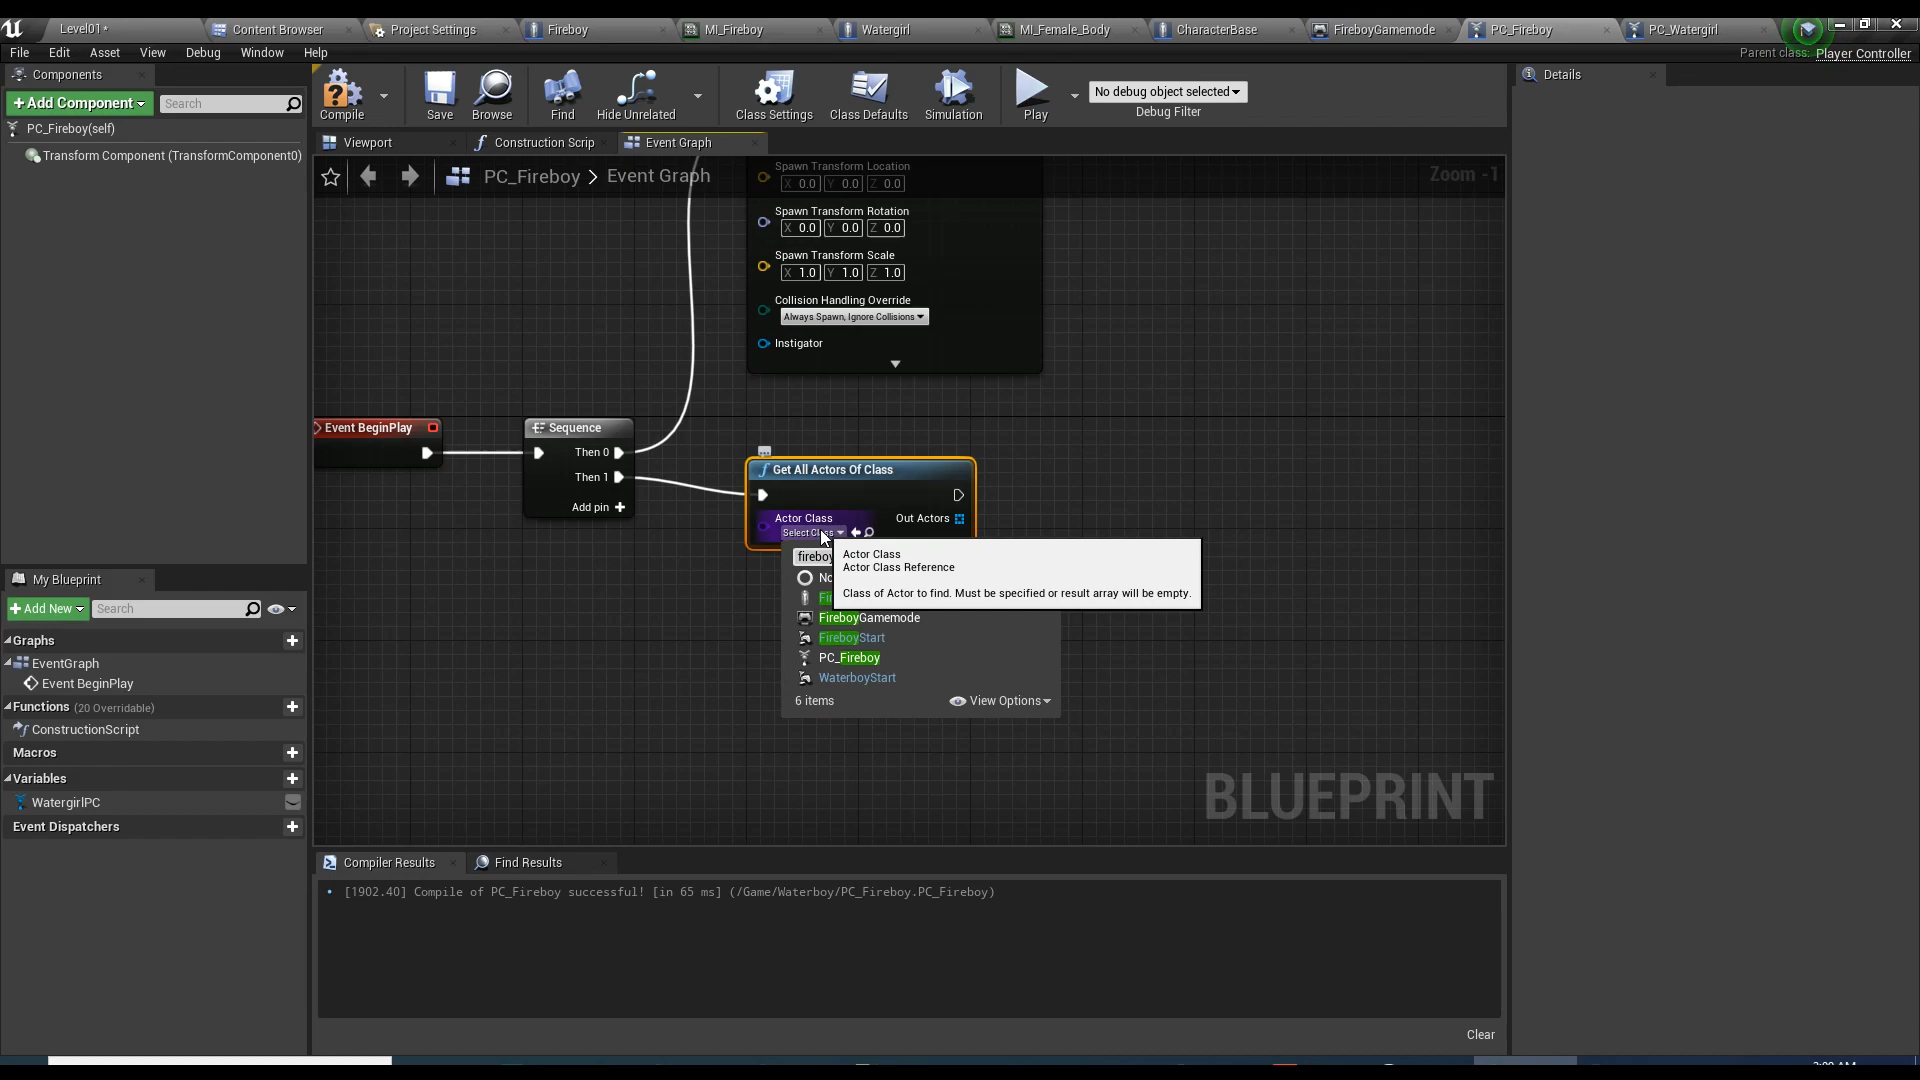 Level01*
Content Browser
Project Settings
Fireboy
MI_Fireboy
Watergirl
MI_Female_Body
CharacterBase
FireboyGamemode
PC_Fireboy
PC_Watergirl
File Edit Asset View Debug Window Help
Parent class: Player Controller
Components
+Add Component
Search
PC_Fireboy(self)
Transform Component (TransformComponent0)
Compile
Save
Browse
Find
Hide Unrelated
Class Settings
Class Defaults
Simulation
Play
No debug object selected
Debug Filter
Details
Viewport
Construction Scrip
Event Graph
PC_Fireboy > Event Graph
Zoom -1
Spawn Transform Location
X 0.0 Y 0.0 Z 0.0
Spawn Transform Rotation
X 0.0 Y 0.0 Z 0.0
Spawn Transform Scale
X 1.0 Y 1.0 Z 1.0
Collision Handling Override
Always Spawn, Ignore Collisions
Instigator
Event BeginPlay
Sequence
Then 0
Then 1
Add pin +
Get All Actors Of Class
Actor Class
Select Class
Out Actors
fireboy
Actor Class
Actor Class Reference
Class of Actor to find. Must be specified or result array will be empty.
FireboyGamemode
FireboyStart
PC_Fireboy
WaterboyStart
6 items
View Options
BLUEPRINT
My Blueprint
+Add New
Search
Graphs
EventGraph
Event BeginPlay
Functions (20 Overridable)
ConstructionScript
Macros
Variables
WatergirlPC
Event Dispatchers
Compiler Results
Find Results
[1902.40] Compile of PC_Fireboy successful! [in 65 ms] (/Game/Waterboy/PC_Fireboy.PC_Fireboy)
Clear